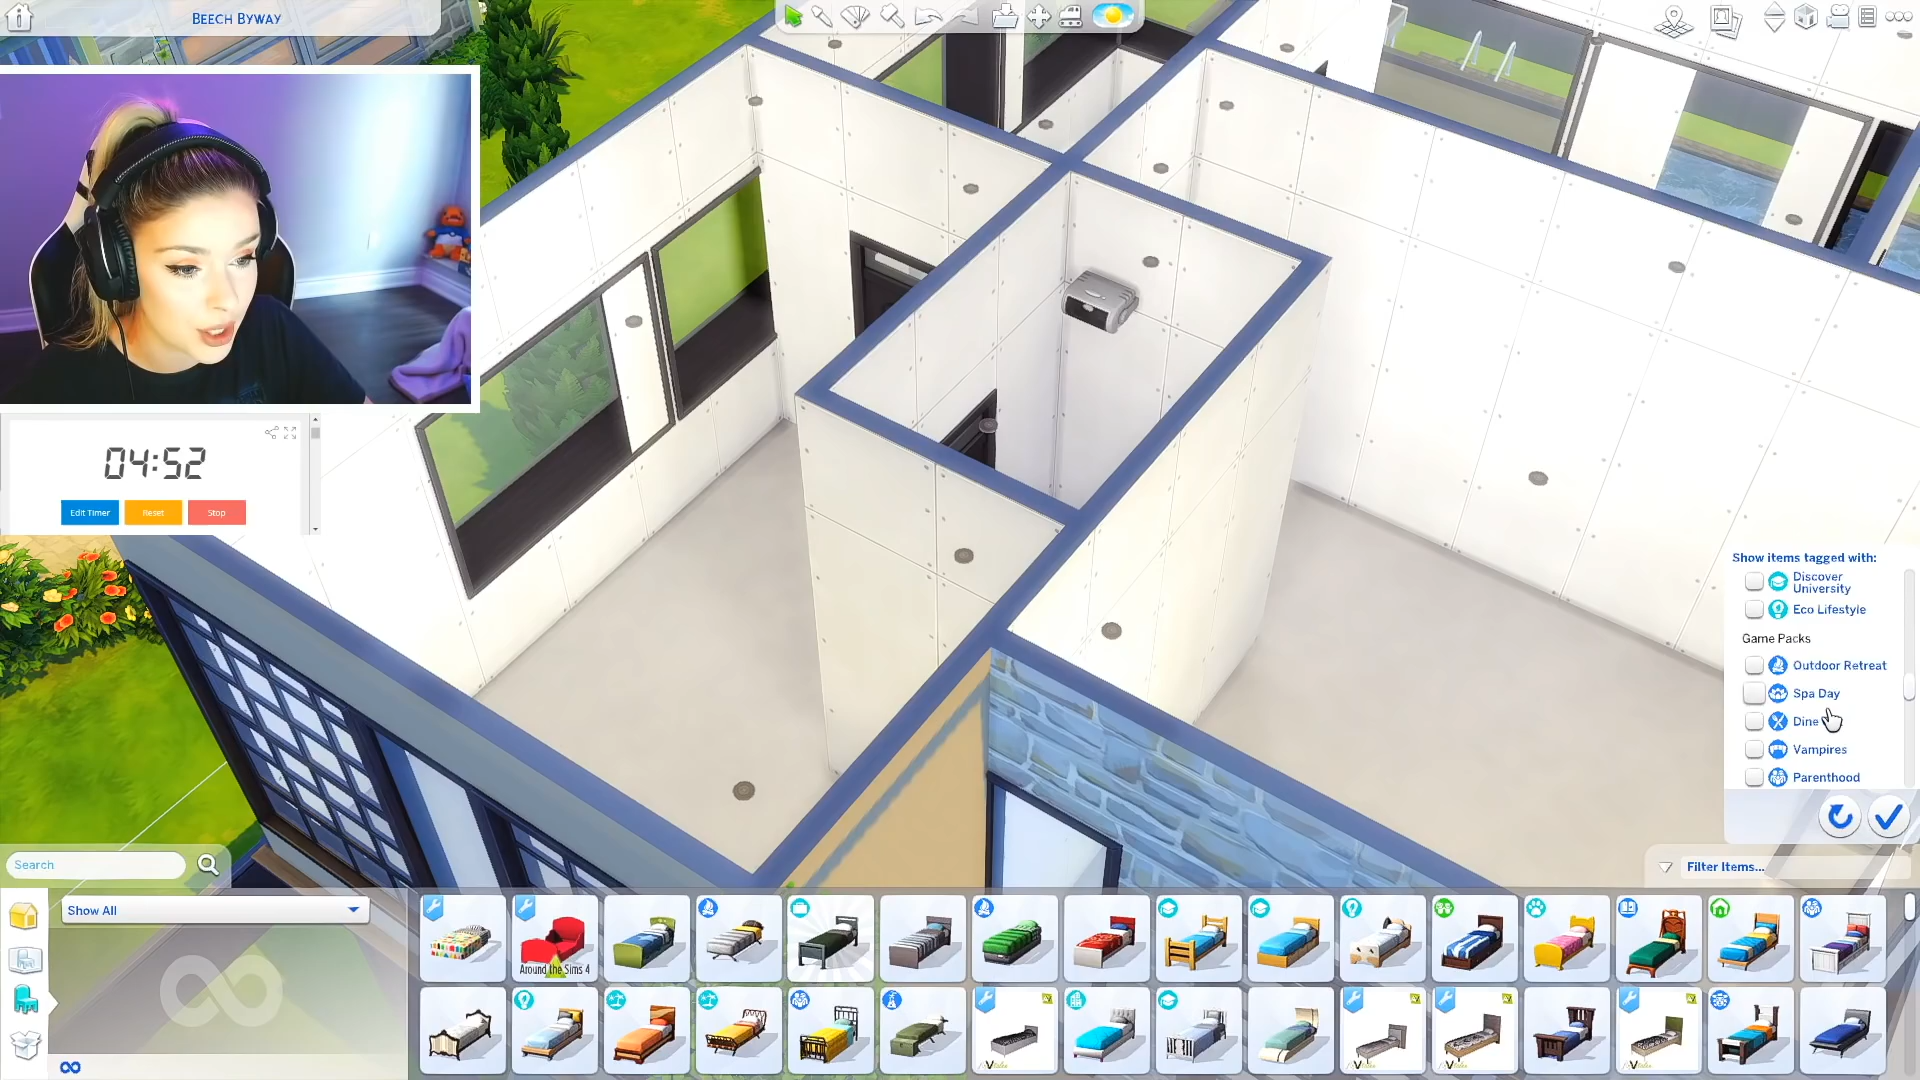 BEECH BYWAY
04:52
Edit Timer
Reset
Stop
Show items tagged with:
Discover
University
Eco Lifestyle
Game Packs
Outdoor Retreat
Spa Day
Dine
Vampires
Parenthood
Search
Filter Items...
Show All
Around the Sims 4